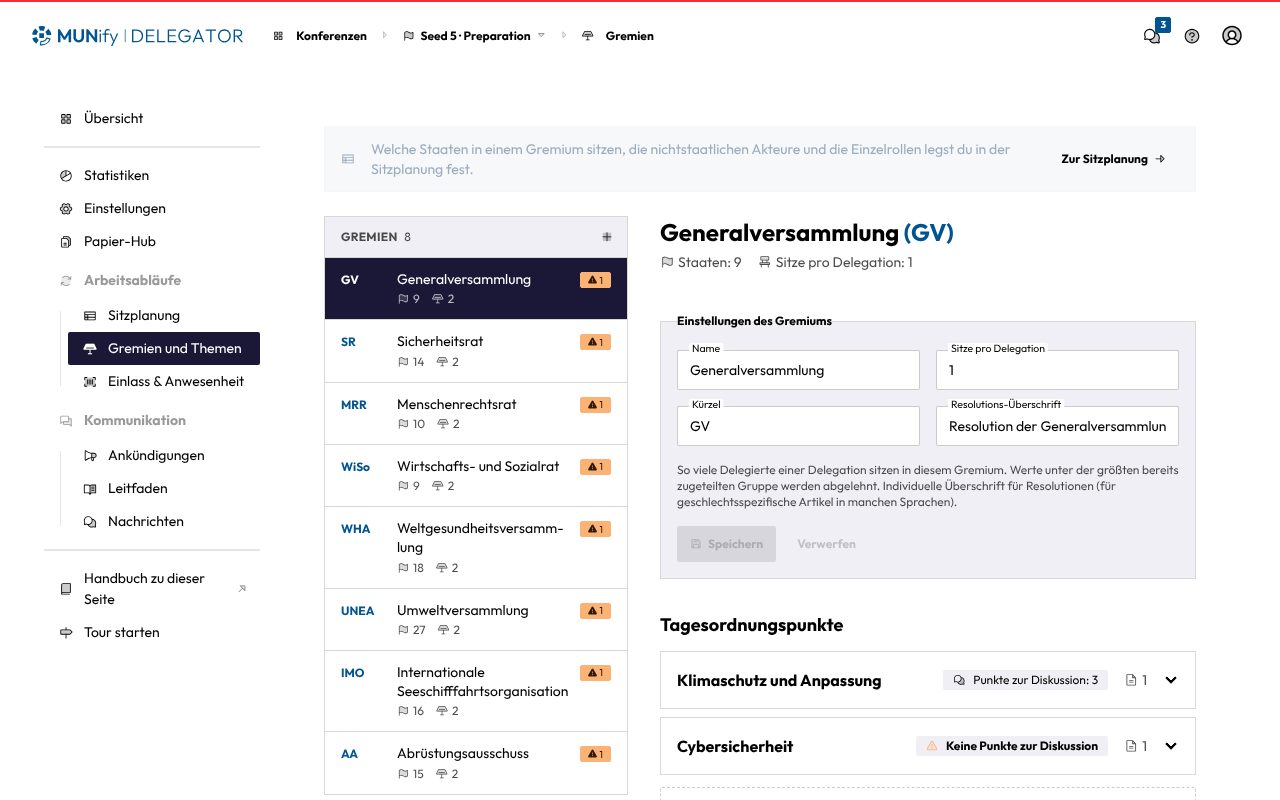 MUNify | DELEGATOR
Konferenzen
Seed 5 · Preparation
Gremien
3
Übersicht
Statistiken
Einstellungen
Papier-Hub
Arbeitsabläufe
Sitzplanung
Gremien und Themen
Einlass & Anwesenheit
Kommunikation
Ankündigungen
Leitfaden
Nachrichten
Handbuch zu dieser
Seite
Tour starten
Welche Staaten in einem Gremium sitzen, die nichtstaatlichen Akteure und die Einzelrollen legst du in der
Sitzplanung fest.
Zur Sitzplanung
GREMIEN 8
GV Generalversammlung 1
9 2
SR Sicherheitsrat 1
14 2
MRR Menschenrechtsrat 1
10 2
WiSo Wirtschafts- und Sozialrat 1
9 2
WHA Weltgesundheitsversamm-
lung 1
18 2
UNEA Umweltversammlung 1
27 2
IMO Internationale
Seeschifffahrtsorganisation 1
16 2
AA Abrüstungsausschuss 1
15 2
Generalversammlung (GV)
Staaten: 9 Sitze pro Delegation: 1
Einstellungen des Gremiums
Name
Generalversammlung
Sitze pro Delegation
1
Kürzel
GV
Resolutions-Überschrift
Resolution der Generalversammlun
So viele Delegierte einer Delegation sitzen in diesem Gremium. Werte unter der größten bereits
zugeteilten Gruppe werden abgelehnt. Individuelle Überschrift für Resolutionen (für
geschlechtsspezifische Artikel in manchen Sprachen).
Speichern
Verwerfen
Tagesordnungspunkte
Klimaschutz und Anpassung
Punkte zur Diskussion: 3
1
Cybersicherheit
Keine Punkte zur Diskussion
1